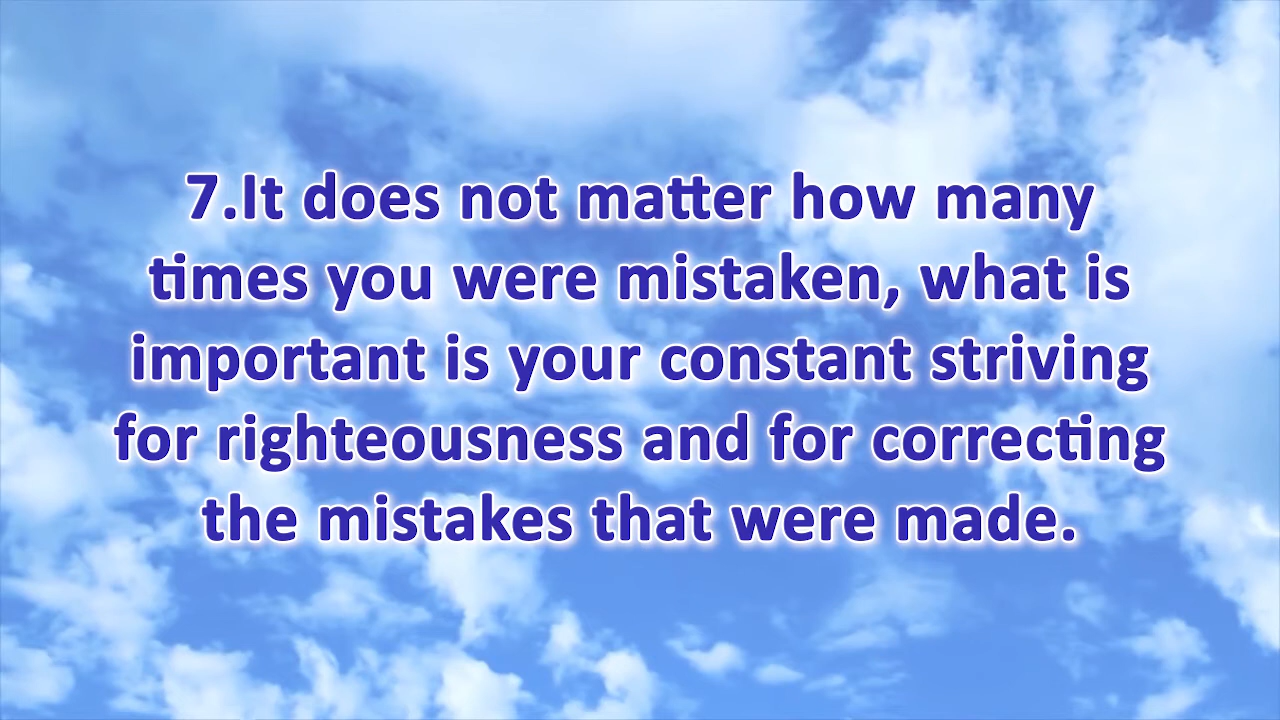 7.It does not matter how many
times you were mistaken, what is
important is your constant striving
for righteousness and for correcting
the mistakes that were made.